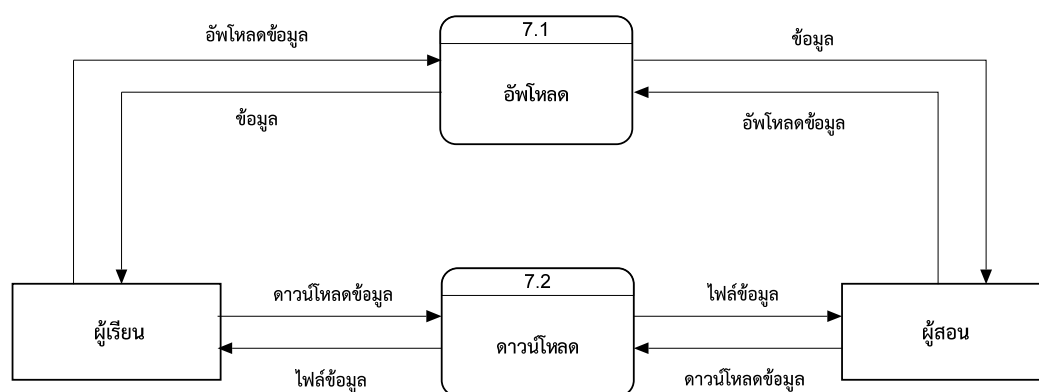 อัพโหลดข้อมูล
7.1
ข้อมูล
อัพโหลด
ข้อมูล
อัพโหลดข้อมูล
7.2
ดาวน์โหลดข้อมูล
ไฟล์ข้อมูล
ผู้เรียน
ดาวน์โหลด
ผู้สอน
ไฟล์ข้อมูล
ดาวน์โหลดข้อมูล